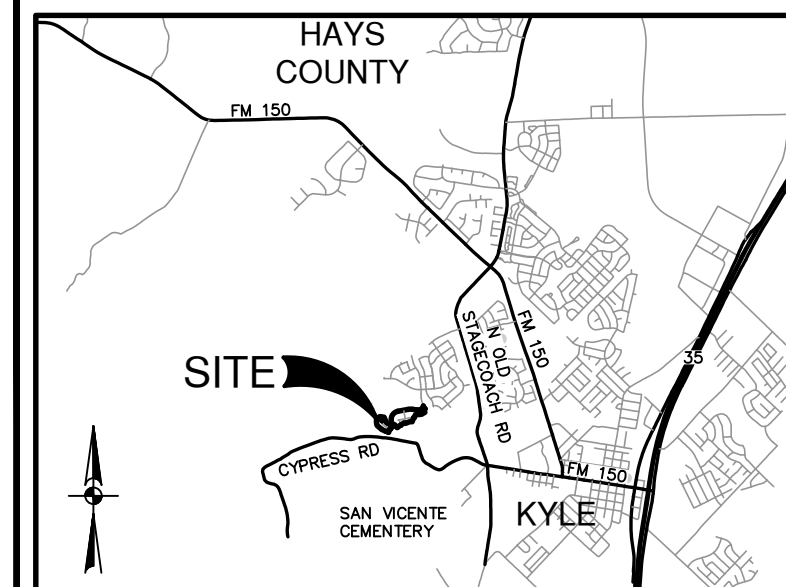 HAYS
COUNTY
FM 150
N OLD
STAGECOACH RD
FM 150
35
SITE
CYPRESS RD
FM 150
SAN VICENTE
CEMENTERY
KYLE